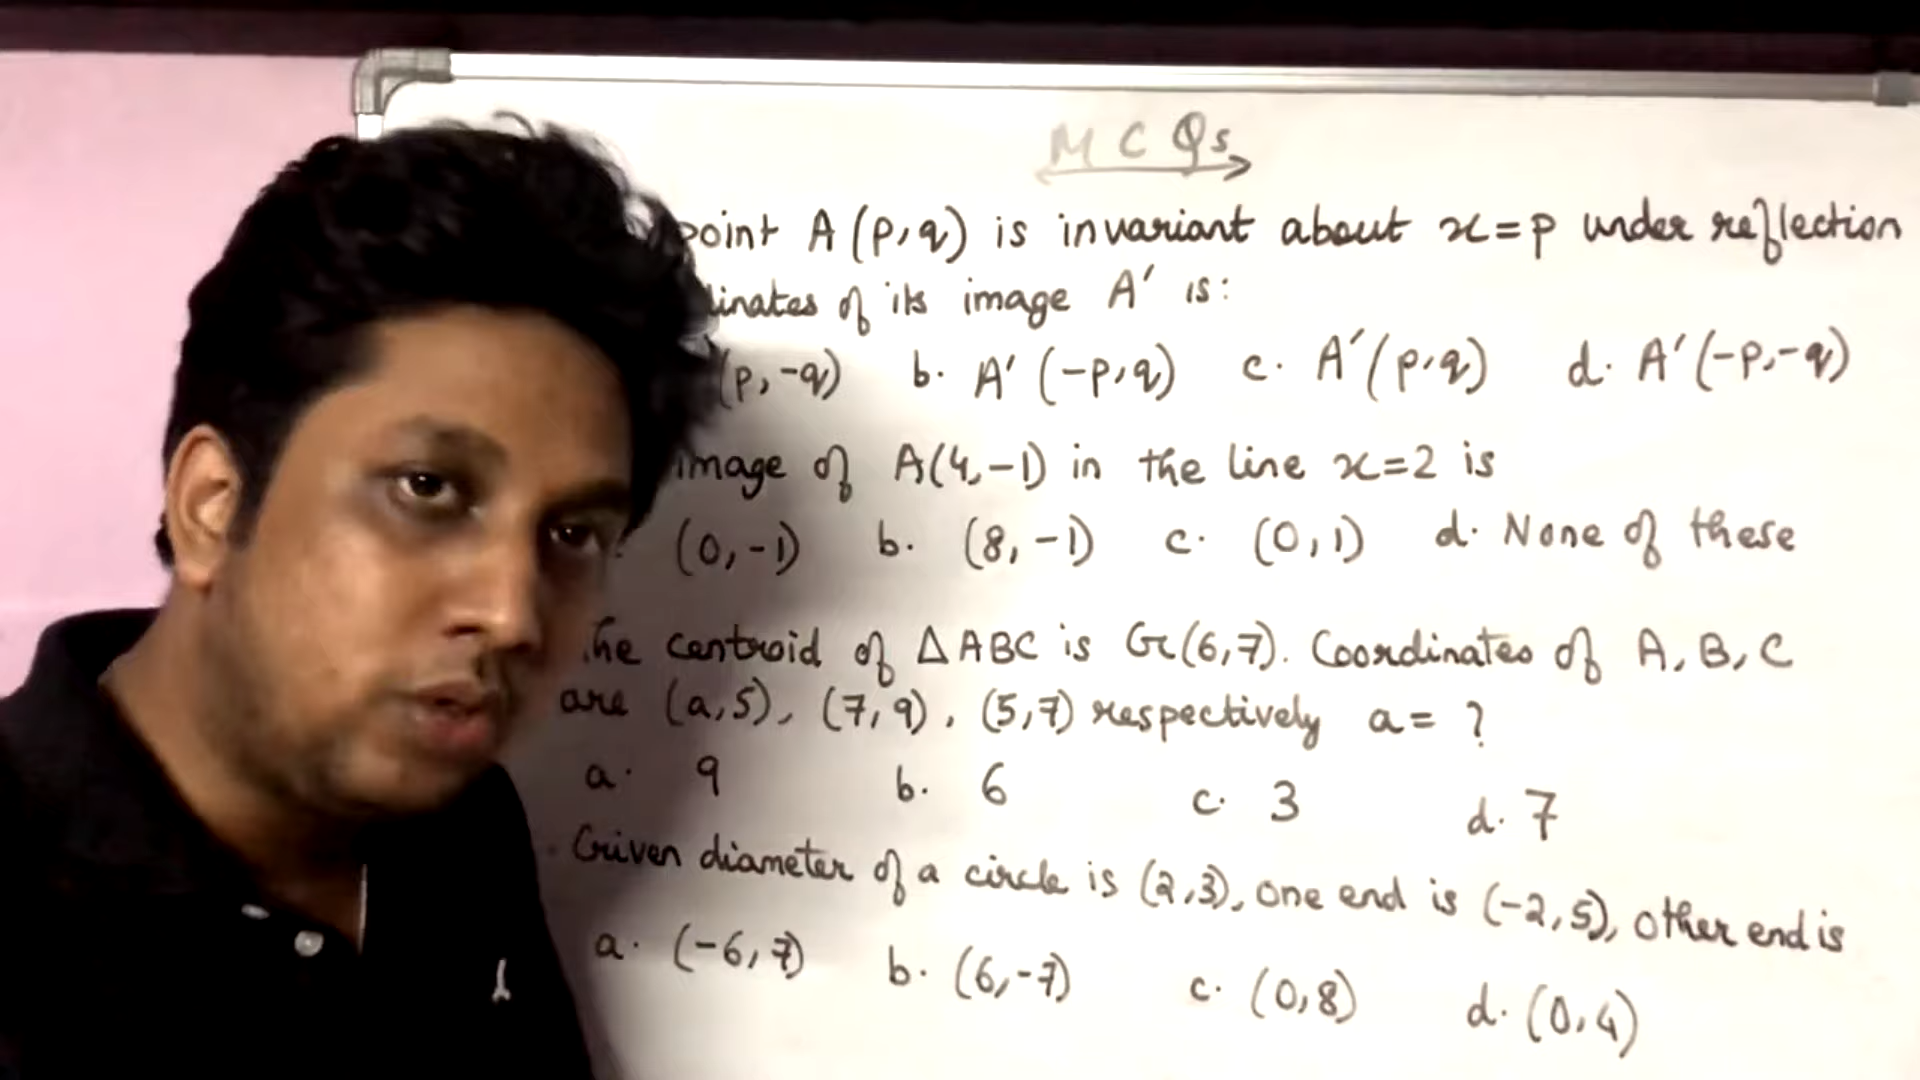 MCQs
point A (p, q) is invariant about x = p under reflection
of its image A' is:
(p, -q) b. A' (-p, q) c. A' (p, q) d. A' (-p, -q)
image of A(4, -1) in the line x = 2 is
(0, -1) b. (8, -1) c. (0, 1) d. None of these
centroid of △ ABC is G(6, 7). Coordinates of A, B, C
are (a, 5), (7, 9), (5, 7) respectively a = ?
a. 9 b. 6 c. 3 d. 7
Given diameter of a circle is (2, 3), one end is (-2, 5), other end is
a. (-6, 7) b. (6, -7) c. (0, 8) d. (0, 4)